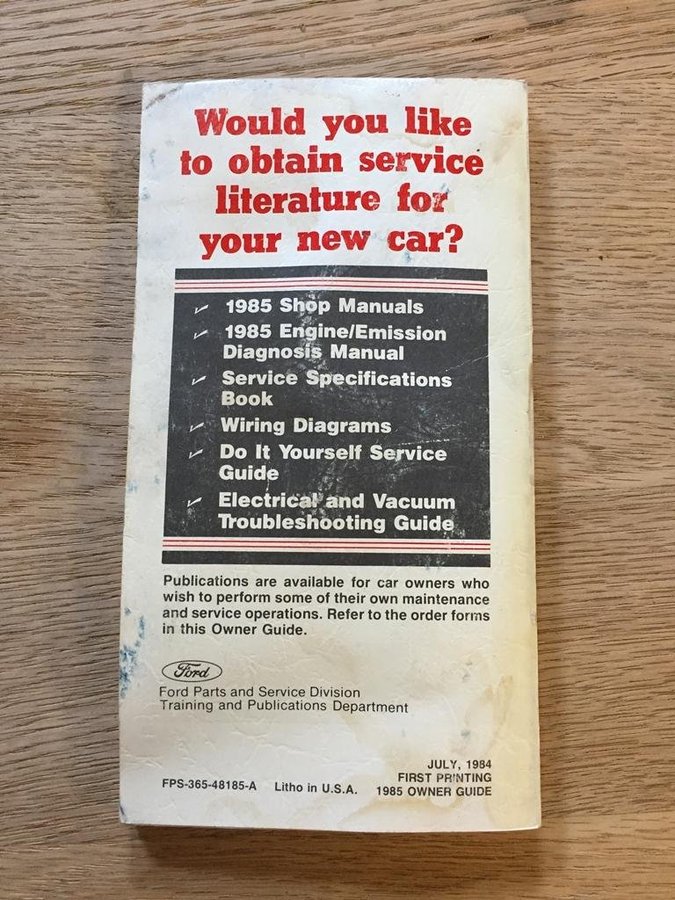 Would you like
to obtain service
literature for
your new car?
✓ 1985 Shop Manuals
✓ 1985 Engine/Emission
Diagnosis Manual
✓ Service Specifications
Book
✓ Wiring Diagrams
✓ Do It Yourself Service
Guide
✓ Electrical and Vacuum
Troubleshooting Guide
Publications are available for car owners who
wish to perform some of their own maintenance
and service operations. Refer to the order forms
in this Owner Guide.
Ford
Ford Parts and Service Division
Training and Publications Department
JULY, 1984
FIRST PRINTING
FPS-365-48185-A Litho in U.S.A. 1985 OWNER GUIDE